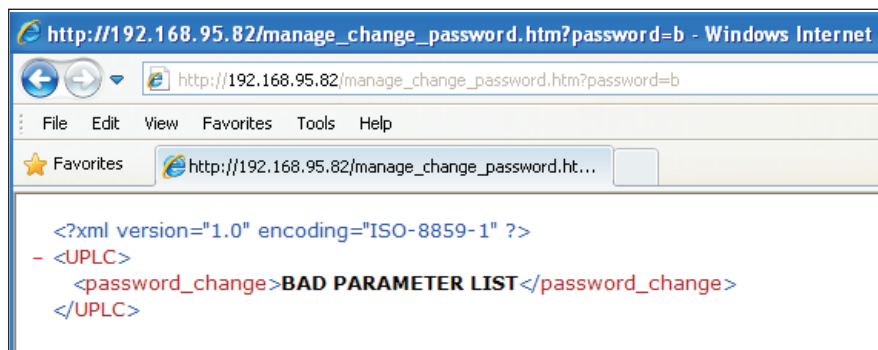 http://192.168.95.82/manage_change_password.htm?password=b - Windows Internet
http://192.168.95.82/manage_change_password.htm?password=b
File Edit View Favorites Tools Help
Favorites http://192.168.95.82/manage_change_password.ht...
<?xml version="1.0" encoding="ISO-8859-1" ?>
- <UPLC>
<password_change>BAD PARAMETER LIST</password_change>
</UPLC>